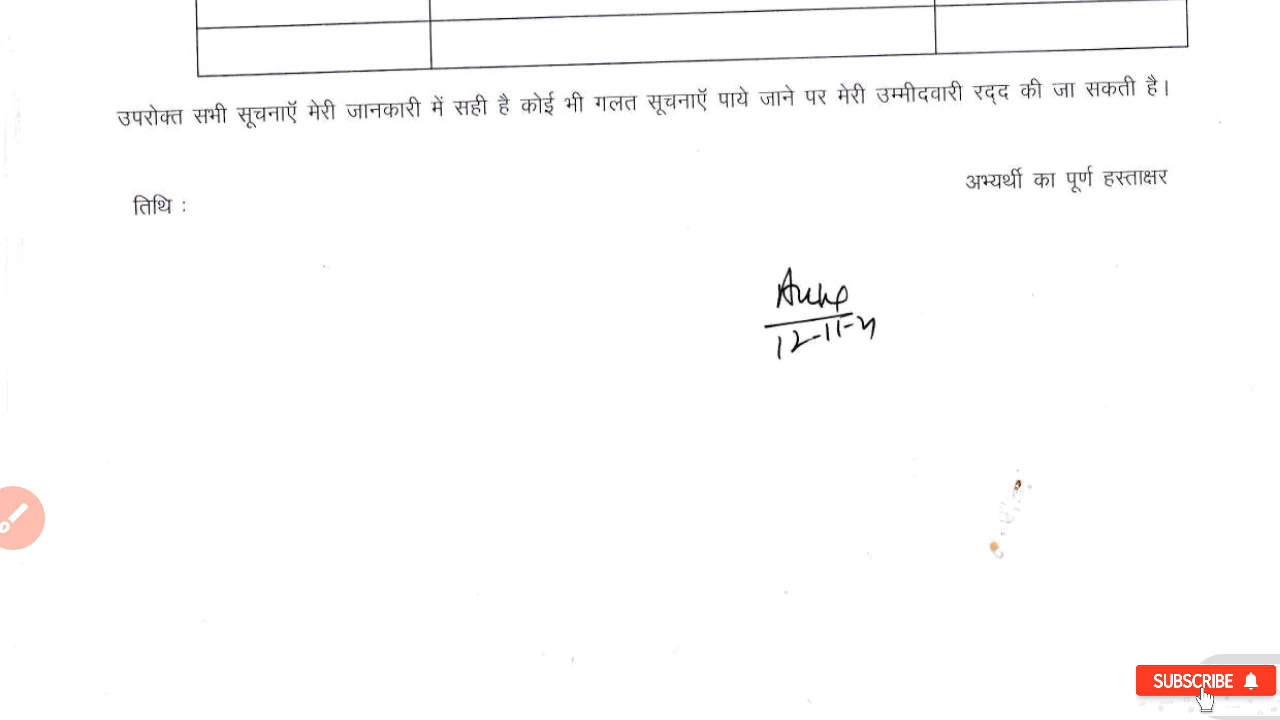 उपरोक्त सभी सूचनाऍ मेरी जानकारी में सही है कोई भी गलत सूचनाऍ पाये जाने पर मेरी उम्मीदवारी रद्द की जा सकती है।
अभ्यर्थी का पूर्ण हस्ताक्षर
तिथि :
12-11-
SUBSCRIBE